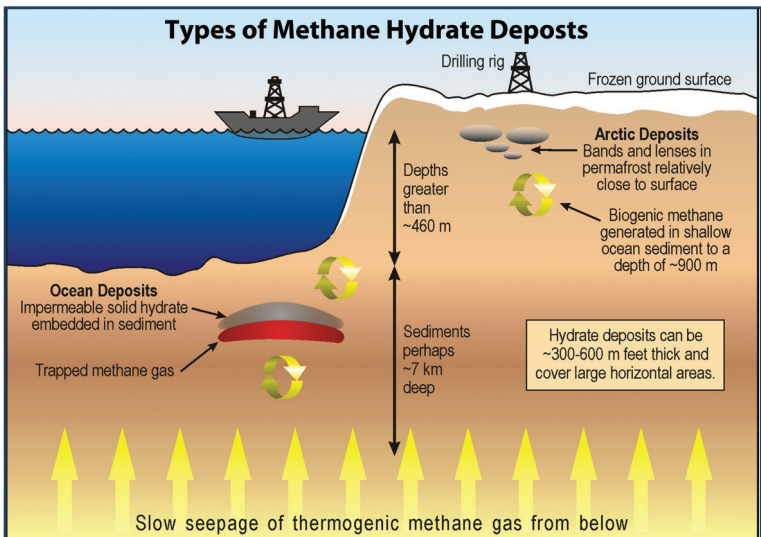 Types of Methane Hydrate Deposts
Drilling rig
Frozen ground surface
Arctic Deposits
Bands and lenses in
permafrost relatively
close to surface
Depths
greater
than
~460 m
Biogenic methane
generated in shallow
ocean sediment to a
depth of ~900 m
Ocean Deposits
Impermeable solid hydrate
embedded in sediment
Trapped methane gas
Sediments
perhaps
~7 km
deep
Hydrate deposits can be
~300-600 m feet thick and
cover large horizontal areas.
Slow seepage of thermogenic methane gas from below